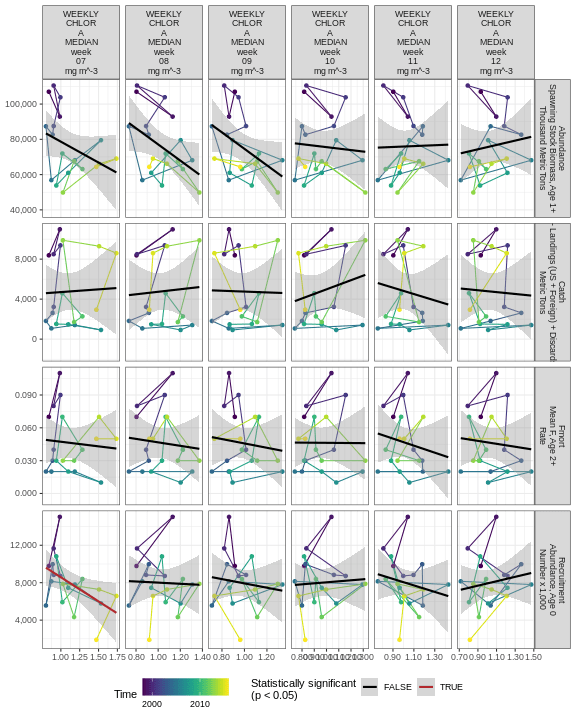 WEEKLY
CHLOR
A
MEDIAN
week
07
mg m^-3
WEEKLY
CHLOR
A
MEDIAN
week
08
mg m^-3
WEEKLY
CHLOR
A
MEDIAN
week
09
mg m^-3
WEEKLY
CHLOR
A
MEDIAN
week
10
mg m^-3
WEEKLY
CHLOR
A
MEDIAN
week
11
mg m^-3
WEEKLY
CHLOR
A
MEDIAN
week
12
mg m^-3
100,000
80,000
60,000
40,000
Abundance
Spawning Stock Biomass, Age 1+
Thousand Metric Tons
8,000
4,000
0
Catch
- Landings (US + Foreign) + Discard
Metric Tons
0.090
0.060
0.030
0.000
Fmort
Mean F, Age 2+
Rate
12,000
8,000
4,000
Recruitment
Abundance, Age 0
Number x 1,000
1.00 1.25 1.50 1.75
0.80 1.00 1.20 1.40
0.80 1.00 1.20
0.90 1.10 1.30
0.70 0.90 1.10 1.30 1.50
Time
2000 2010
Statistically significant
(p < 0.05)
FALSE
TRUE